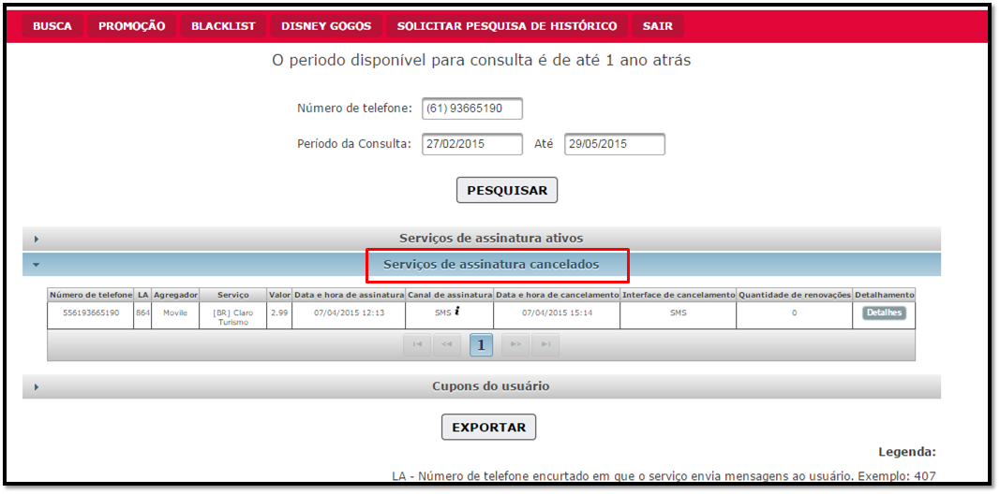 BUSCA PROMOÇÃO BLACKLIST DISNEY GOGOS SOLICITAR PESQUISA DE HISTÓRICO SAIR
O periodo disponível para consulta é de até 1 ano atrás
Número de telefone: (61) 93665190
Período da Consulta: 27/02/2015 Até 29/05/2015
PESQUISAR
Serviços de assinatura ativos
Serviços de assinatura cancelados
Número de telefone LA Agregador Serviço Valor Data e hora de assinatura Canal de assinatura Data e hora de cancelamento Interface de cancelamento Quantidade de renovações Detalhamento
556193665190 864 Movile [BR] Claro Turismo 2.99 07/04/2015 12:13 SMS i 07/04/2015 15:14 SMS 0 Detalhes
1
Cupons do usuário
EXPORTAR
Legenda:
LA - Número de telefone encurtado em que o serviço envia mensagens ao usuário. Exemplo: 407